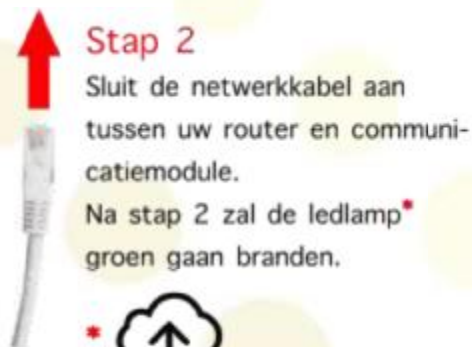 Stap 2
Sluit de netwerkkabel aan
tussen uw router en communi-
catiemodule.
Na stap 2 zal de ledlamp*
groen gaan branden.
*